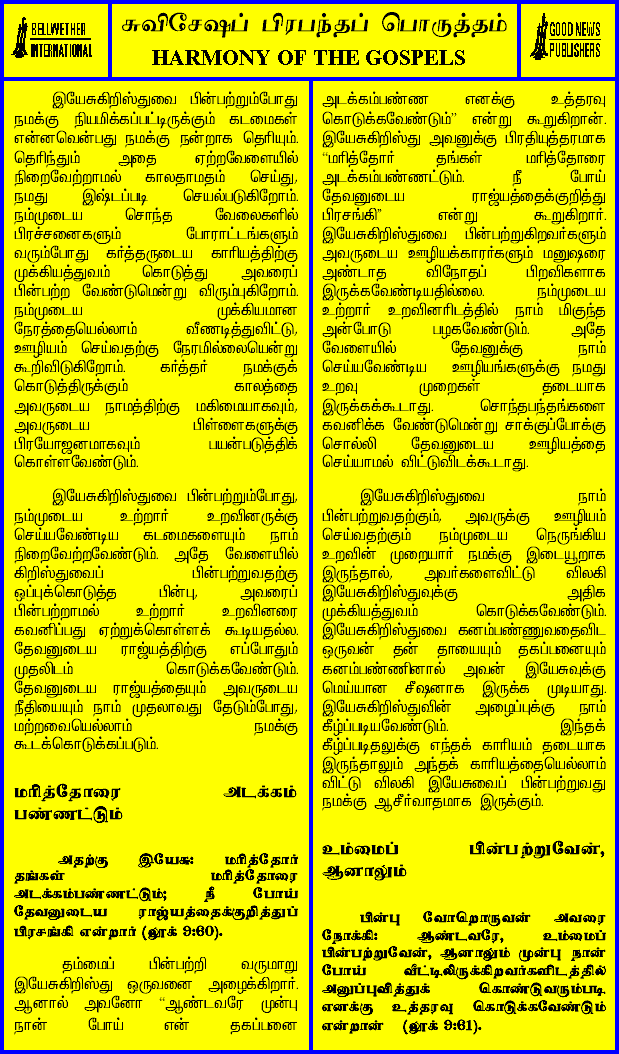 BELLWETHER
INTERNATIONAL
சுவிசேஷப் பிரபந்தப் பொருத்தம்
HARMONY OF THE GOSPELS
GOOD NEWS
PUBLISHERS
இயேசுகிறிஸ்துவை பின்பற்றும்போது
நமக்கு நியமிக்கப்பட்டிருக்கும் கடமைகள்
என்னவென்பது நமக்கு நன்றாக தெரியும்.
தெரிந்தும் அதை ஏற்றவேளையில்
நிறைவேற்றாமல் காலதாமதம் செய்து,
நமது இஷ்டப்படி செயல்படுகிறோம்.
நம்முடைய சொந்த வேலைகளில்
பிரச்சனைகளும் போராட்டங்களும்
வரும்போது கர்த்தருடைய காரியத்திற்கு
முக்கியத்துவம் கொடுத்து அவரைப்
பின்பற்ற வேண்டுமென்று விரும்புகிறோம்.
நம்முடைய முக்கியமான
நேரத்தையெல்லாம் வீணடித்துவிட்டு,
ஊழியம் செய்வதற்கு நேரமில்லையென்று
கூறிவிடுகிறோம். கர்த்தர் நமக்குக்
கொடுத்திருக்கும் காலத்தை
அவருடைய நாமத்திற்கு மகிமையாகவும்,
அவருடைய பிள்ளைகளுக்கு
பிரயோஜனமாகவும் பயன்படுத்திக்
கொள்ளவேண்டும்.
இயேசுகிறிஸ்துவை பின்பற்றும்போது,
நம்முடைய உற்றார் உறவினருக்கு
செய்யவேண்டிய கடமைகளையும் நாம்
நிறைவேற்றவேண்டும். அதே வேளையில்
கிறிஸ்துவைப் பின்பற்றுவதற்கு
ஒப்புக்கொடுத்த பின்பு, அவரைப்
பின்பற்றாமல் உற்றார் உறவினரை
கவனிப்பது ஏற்றுக்கொள்ளக் கூடியதல்ல.
தேவனுடைய ராஜ்யத்திற்கு எப்போதும்
முதலிடம் கொடுக்கவேண்டும்.
தேவனுடைய ராஜ்யத்தையும் அவருடைய
நீதியையும் நாம் முதலாவது தேடும்போது,
மற்றவையெல்லாம் நமக்கு
கூடக்கொடுக்கப்படும்.
மரித்தோரை அடக்கம்
பண்ணட்டும்
அதற்கு இயேசு: மரித்தோர்
தங்கள் மரித்தோரை
அடக்கம்பண்ணட்டும்; நீ போய்
தேவனுடைய ராஜ்யத்தைக்குறித்துப்
பிரசங்கி என்றார் (லூக் 9:60).
தம்மைப் பின்பற்றி வருமாறு
இயேசுகிறிஸ்து ஒருவனை அழைக்கிறார்.
ஆனால் அவனோ "ஆண்டவரே முன்பு
நான் போய் என் தகப்பனை
அடக்கம்பண்ண எனக்கு உத்தரவு
கொடுக்கவேண்டும்" என்று கூறுகிறான்.
இயேசுகிறிஸ்து அவனுக்கு பிரதியுத்தரமாக
"மரித்தோர் தங்கள் மரித்தோரை
அடக்கம்பண்ணட்டும். நீ போய்
தேவனுடைய ராஜ்யத்தைக்குறித்து
பிரசங்கி" என்று கூறுகிறார்.
இயேசுகிறிஸ்துவை பின்பற்றுகிறவர்களும்
அவருடைய ஊழியக்காரர்களும் மனுஷரை
அண்டாத விநோதப் பிறவிகளாக
இருக்கவேண்டியதில்லை. நம்முடைய
உற்றார் உறவினரிடத்தில் நாம் மிகுந்த
அன்போடு பழகவேண்டும். அதே
வேளையில் தேவனுக்கு நாம்
செய்யவேண்டிய ஊழியங்களுக்கு நமது
உறவு முறைகள் தடையாக
இருக்கக்கூடாது. சொந்தபந்தங்களை
கவனிக்க வேண்டுமென்று சாக்குப்போக்கு
சொல்லி தேவனுடைய ஊழியத்தை
செய்யாமல் விட்டுவிடக்கூடாது.
இயேசுகிறிஸ்துவை நாம்
பின்பற்றுவதற்கும், அவருக்கு ஊழியம்
செய்வதற்கும் நம்முடைய நெருங்கிய
உறவின் முறையார் நமக்கு இடையூறாக
இருந்தால், அவர்களைவிட்டு விலகி
இயேசுகிறிஸ்துவுக்கு அதிக
முக்கியத்துவம் கொடுக்கவேண்டும்.
இயேசுகிறிஸ்துவை கனம்பண்ணுவதைவிட
ஒருவன் தன் தாயையும் தகப்பனையும்
கனம்பண்ணினால் அவன் இயேசுவுக்கு
மெய்யான சீஷனாக இருக்க முடியாது.
இயேசுகிறிஸ்துவின் அழைப்புக்கு நாம்
கீழ்ப்படியவேண்டும். இந்தக்
கீழ்ப்படிதலுக்கு எந்தக் காரியம் தடையாக
இருந்தாலும் அந்தக் காரியத்தையெல்லாம்
விட்டு விலகி இயேசுவைப் பின்பற்றுவது
நமக்கு ஆசீர்வாதமாக இருக்கும்.
உம்மைப் பின்பற்றுவேன்,
ஆனாலும்
பின்பு வேறொருவன் அவரை
நோக்கி: ஆண்டவரே, உம்மைப்
பின்பற்றுவேன், ஆனாலும் முன்பு நான்
போய் வீட்டிலிருக்கிறவர்களிடத்தில்
அனுப்புவித்துக் கொண்டுவரும்படி
எனக்கு உத்தரவு கொடுக்கவேண்டும்
என்றான் (லூக் 9:61).